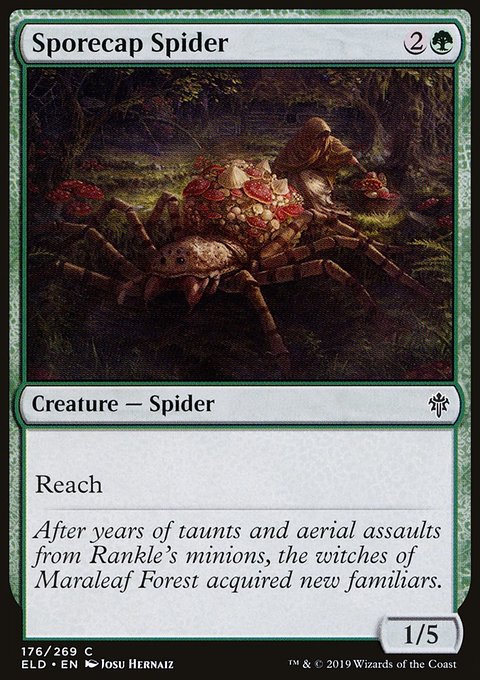 Sporecap Spider 2
Creature — Spider
Reach
After years of taunts and aerial assaults
from Rankle's minions, the witches of
Maraleaf Forest acquired new familiars.
1/5
176/269 C
ELD • EN Josu Hernaiz
™ & © 2019 Wizards of the Coast